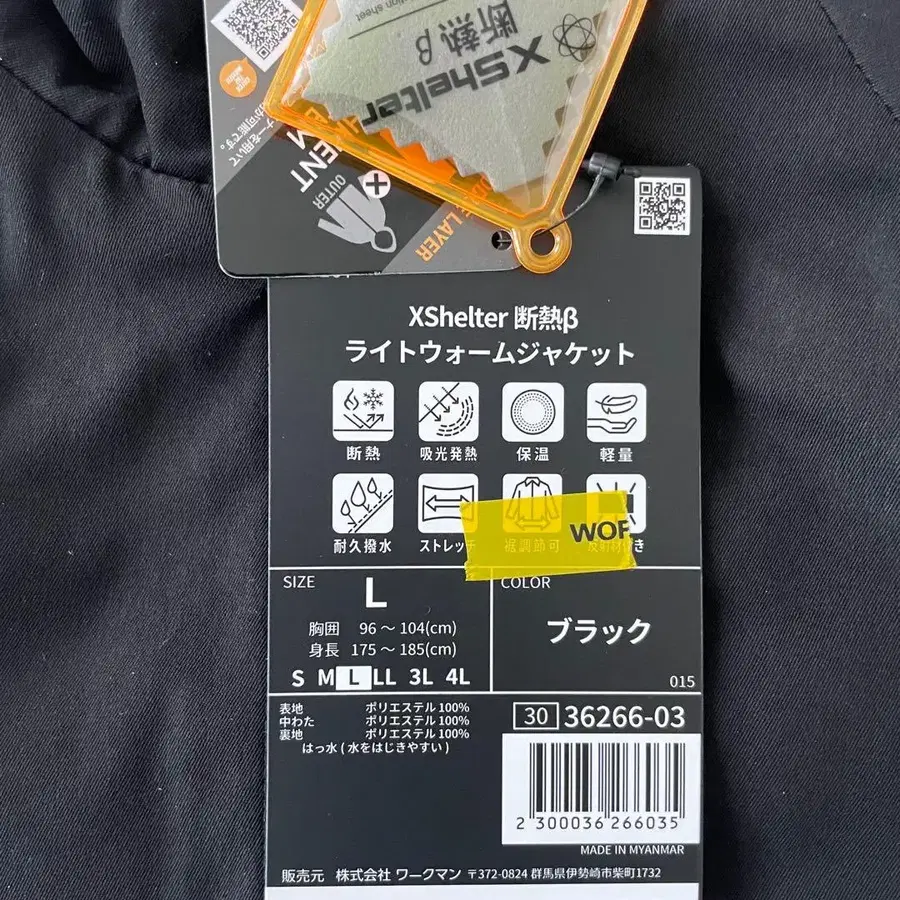 XShelter
断熱β
OUTER
LAYER
XShelter 断熱β
ライトウォームジャケット
断熱 吸光発熱 保温 軽量
耐久撥水 ストレッチ 裾調節可 反射材付き
WOR
SIZE
L
胸囲 96～104(cm)
身長 175～185(cm)
S M L LL 3L 4L
COLOR
ブラック
015
表地 ポリエステル100%
中わた ポリエステル100%
裏地 ポリエステル100%
はっ水(水をはじきやすい)
30 36266-03
2 300036 266035
MADE IN MYANMAR
販売元 株式会社 ワークマン 〒372-0824 群馬県伊勢崎市柴町1732